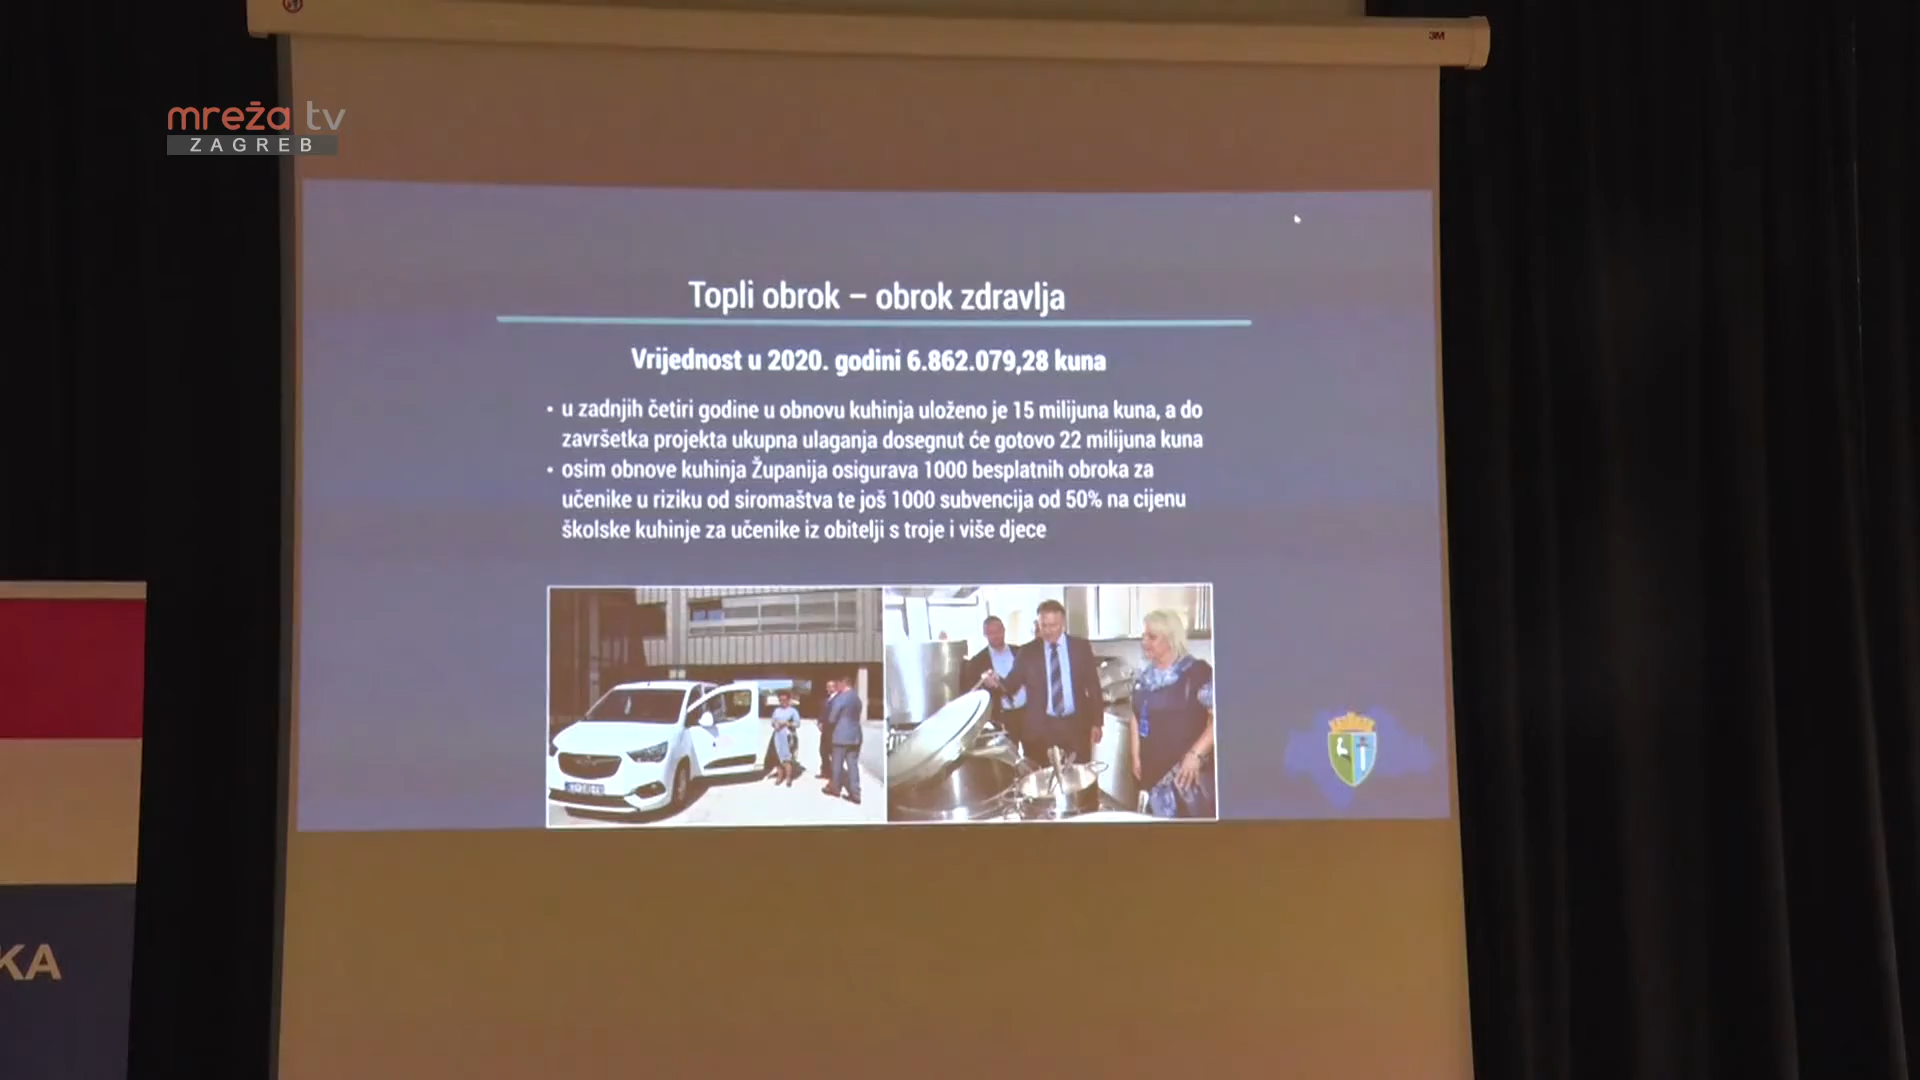 3M
mreža tv
ZAGREB
Topli obrok – obrok zdravlja
Vrijednost u 2020. godini 6.862.079,28 kuna
• u zadnjih četiri godine u obnovu kuhinja uloženo je 15 milijuna kuna, a do
završetka projekta ukupna ulaganja dosegnut će gotovo 22 milijuna kuna
• osim obnove kuhinja Županija osigurava 1000 besplatnih obroka za
učenike u riziku od siromaštva te još 1000 subvencija od 50% na cijenu
školske kuhinje za učenike iz obitelji s troje i više djece
KA